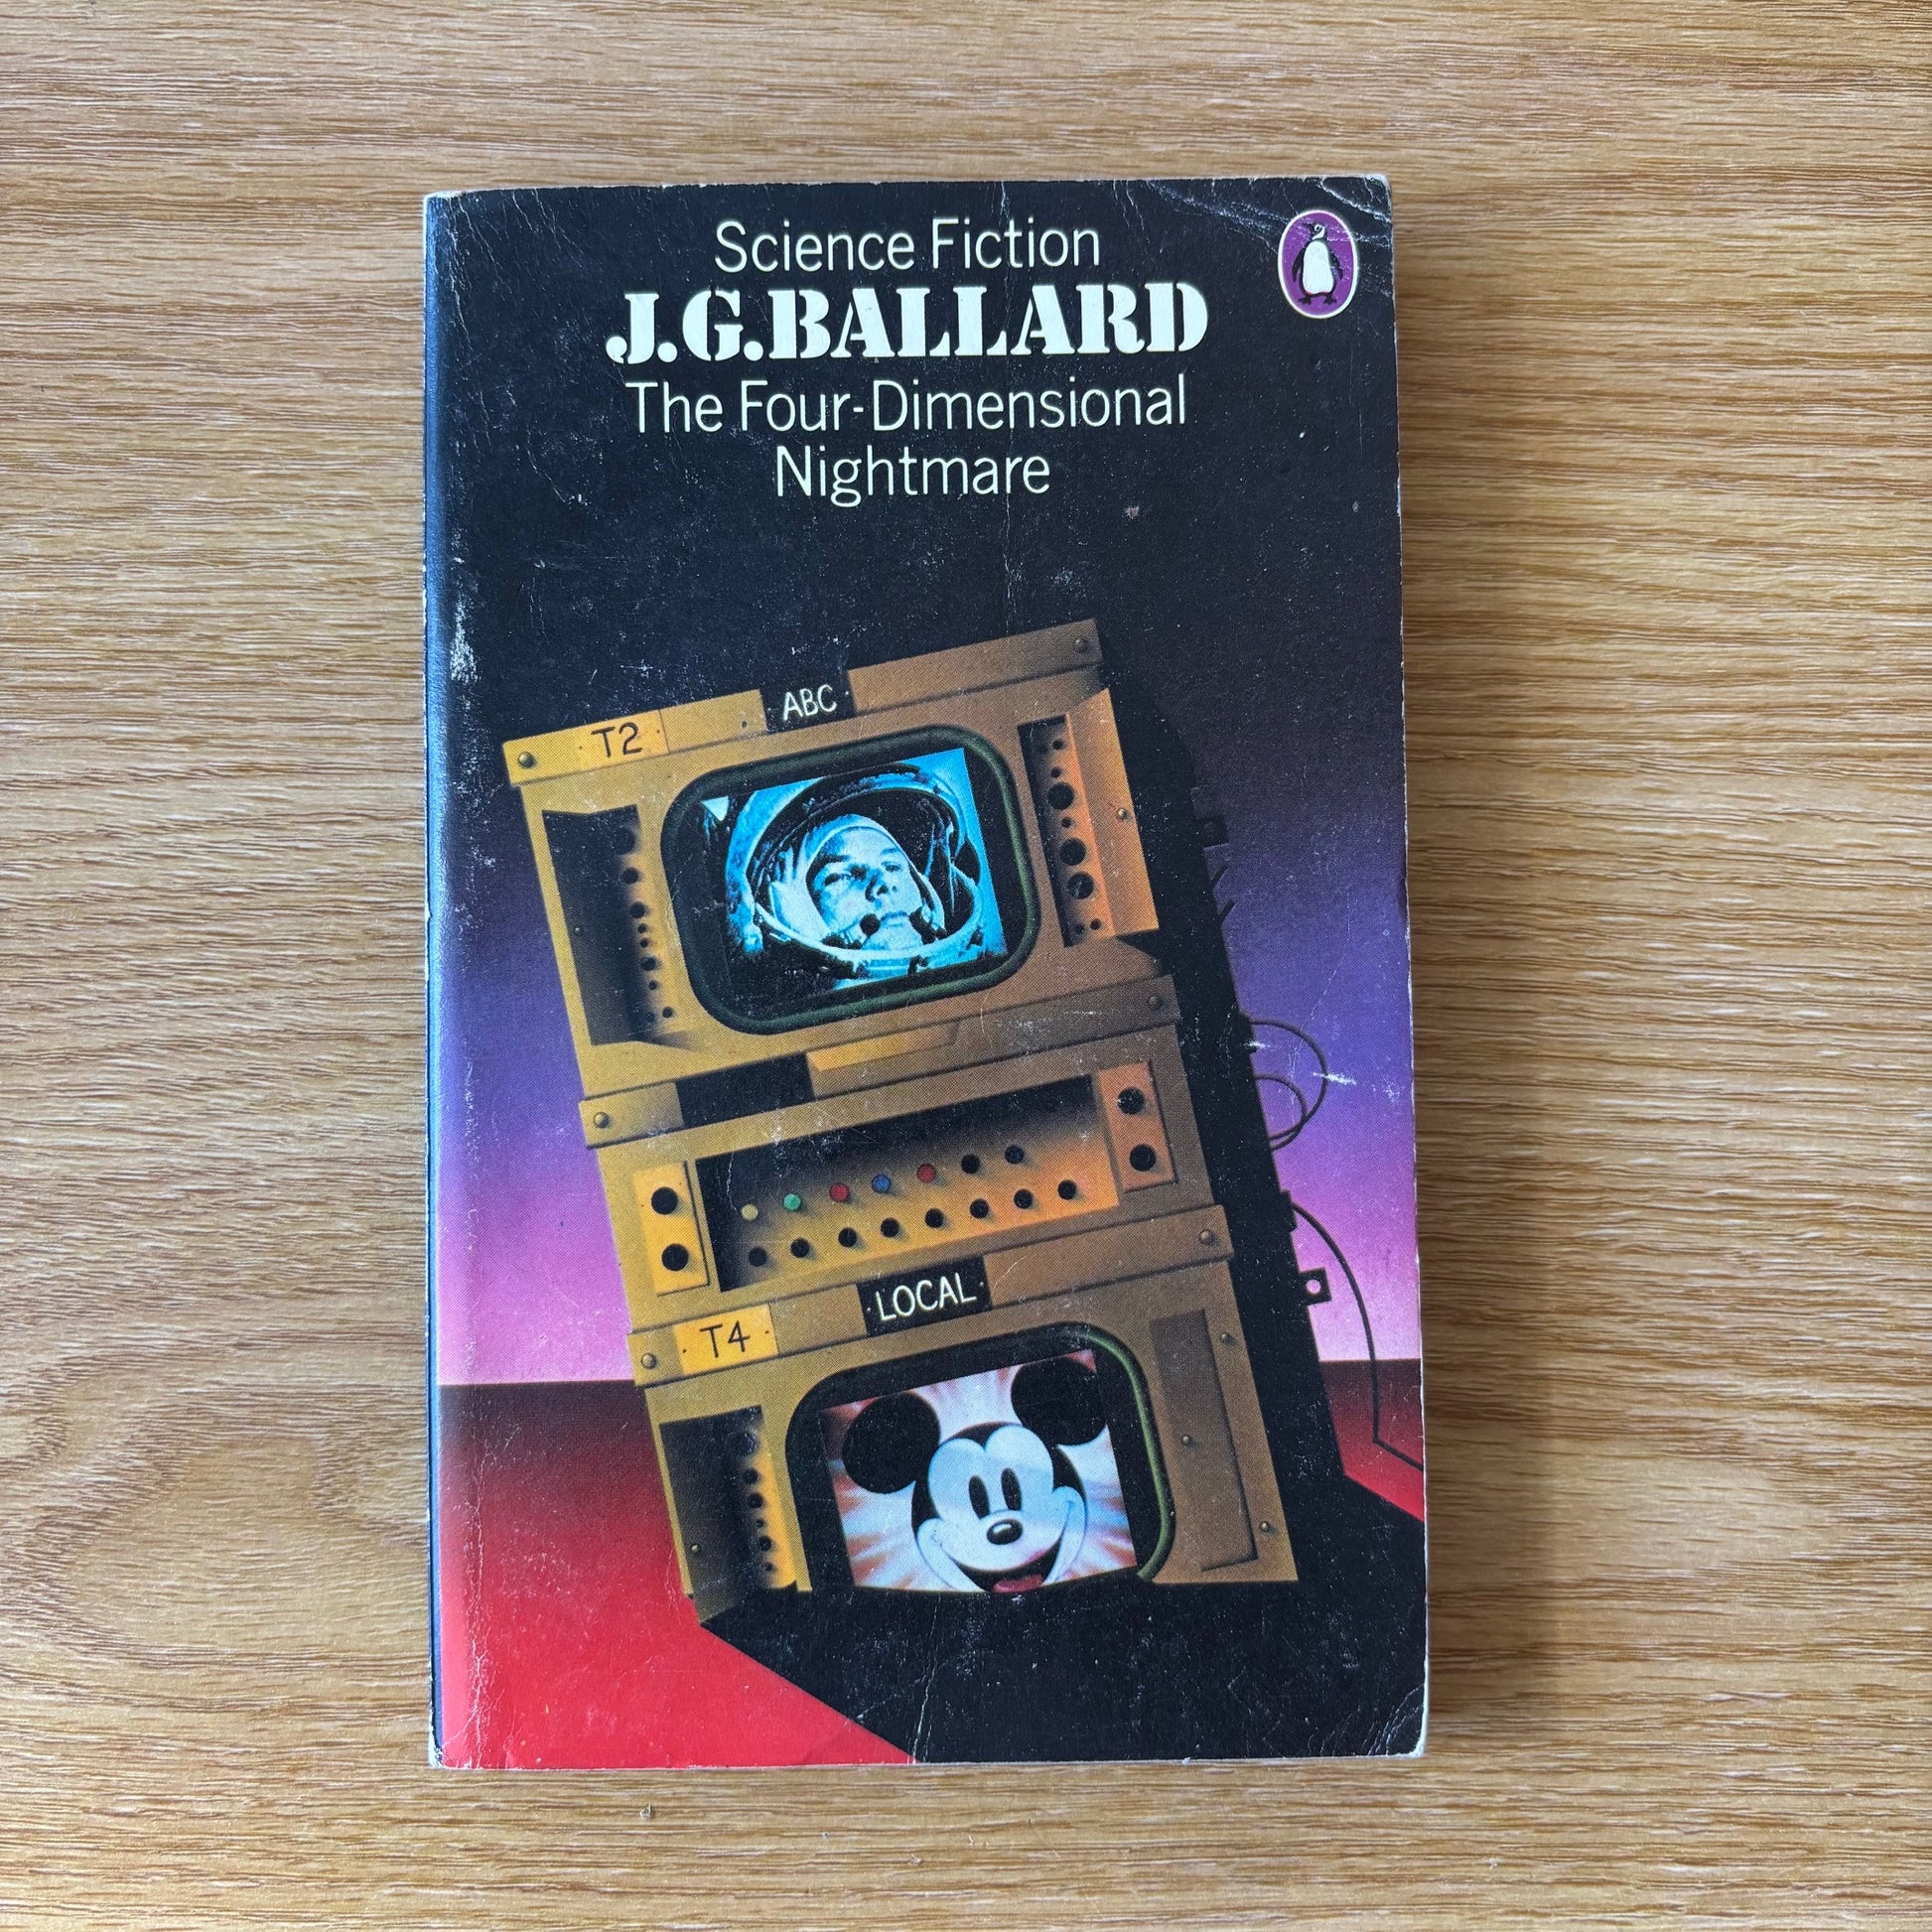 Science Fiction
J.G.BALLARD
The Four-Dimensional
Nightmare
ABC
T2
LOCAL
T4